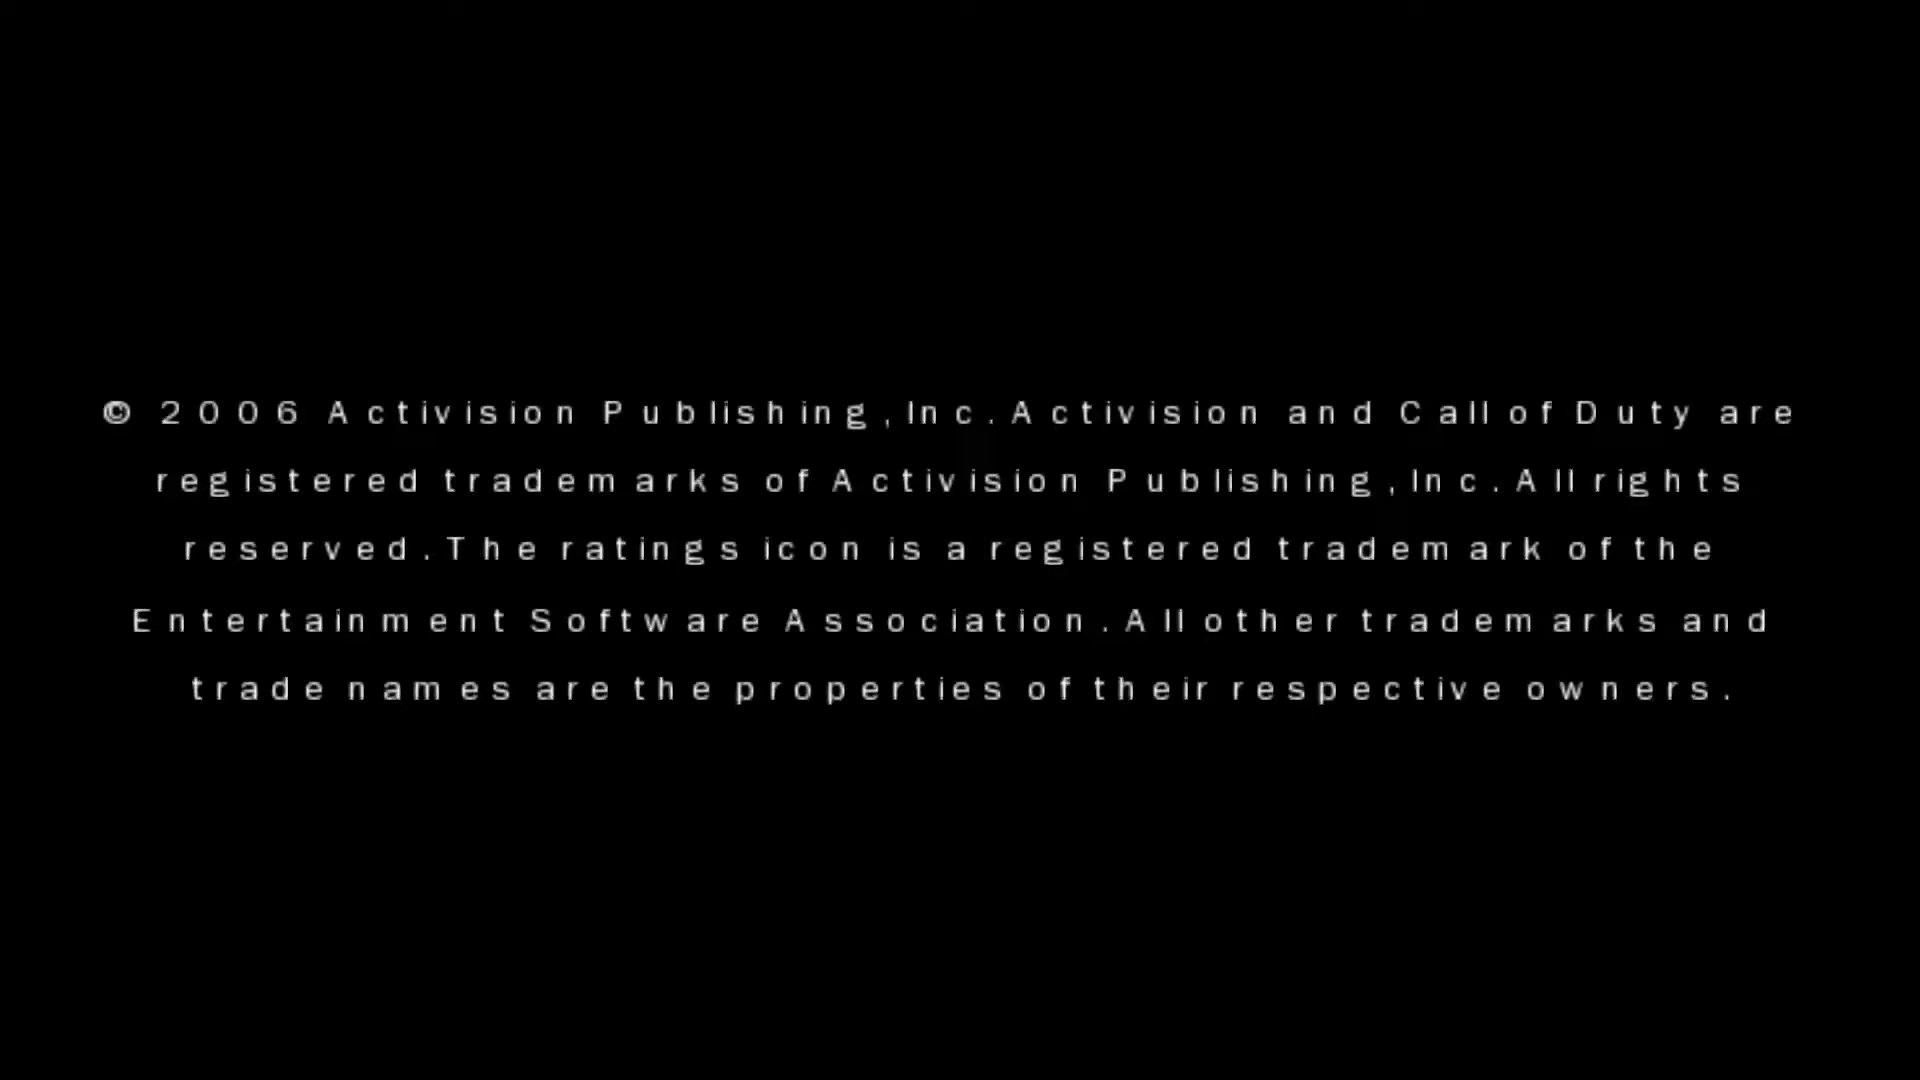 © 2006 Activision Publishing, Inc. Activision and Call of Duty are
registered trademarks of Activision Publishing, Inc. All rights
reserved. The ratings icon is a registered trademark of the
Entertainment Software Association. All other trademarks and
trade names are the properties of their respective owners.